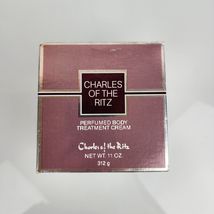 CHARLES
OF THE
RITZ
PERFUMED BODY
TREATMENT CREAM
Charles of the Ritz
NET WT. 11 OZ.
312 g